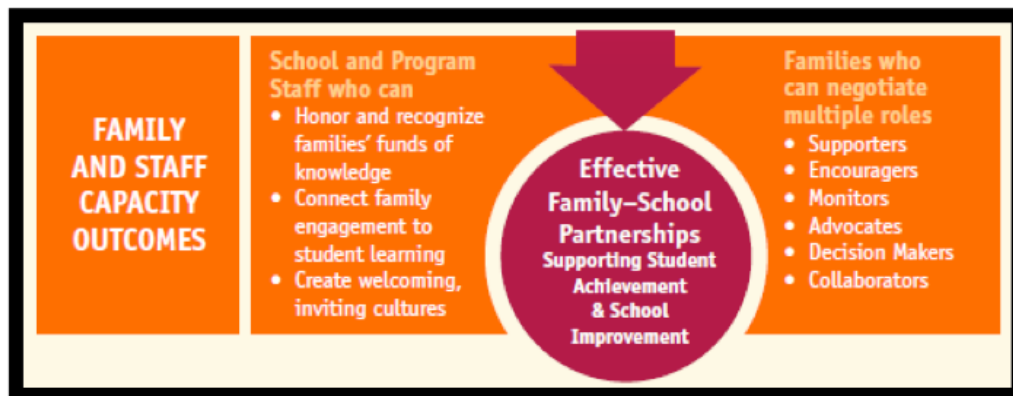 FAMILY
AND STAFF
CAPACITY
OUTCOMES
School and Program
Staff who can
• Honor and recognize
families’ funds of
knowledge
• Connect family
engagement to
student learning
• Create welcoming,
inviting cultures
Effective
Family–School
Partnerships
Supporting Student
Achievement
& School
Improvement
Families who
can negotiate
multiple roles
• Supporters
• Encouragers
• Monitors
• Advocates
• Decision Makers
• Collaborators